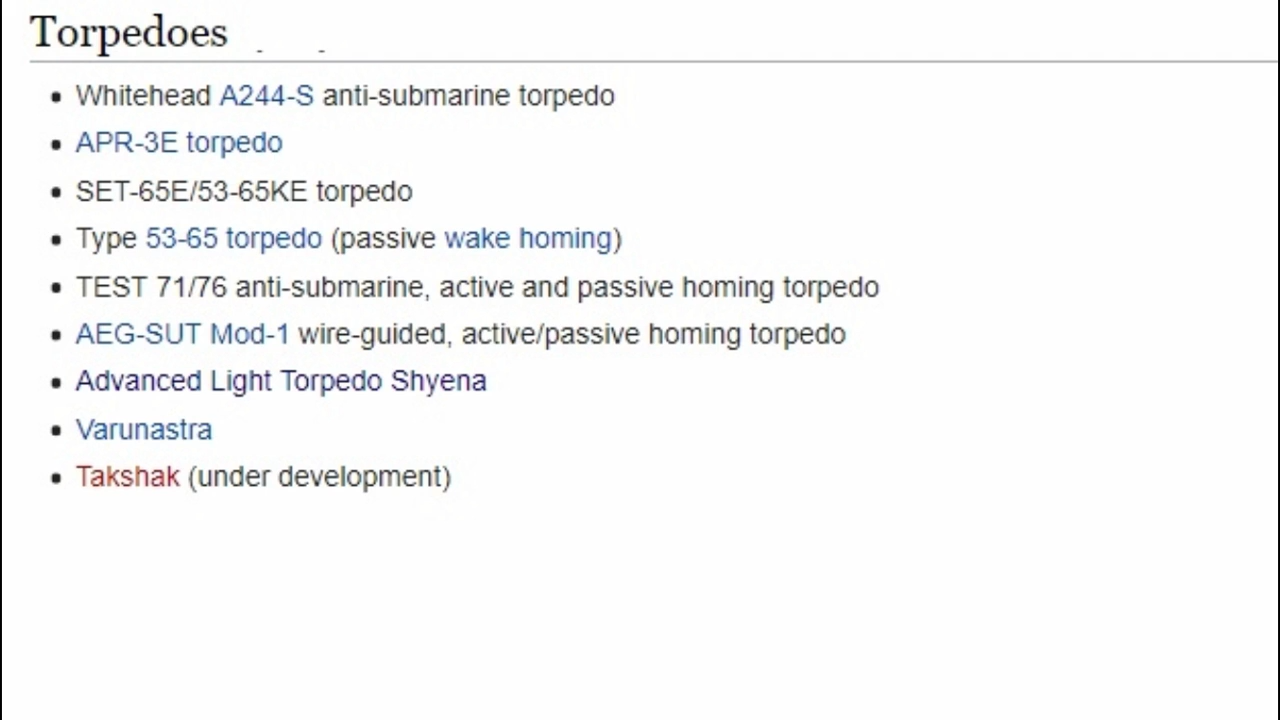 Torpedoes
• Whitehead A244-S anti-submarine torpedo
• APR-3E torpedo
• SET-65E/53-65KE torpedo
• Type 53-65 torpedo (passive wake homing)
• TEST 71/76 anti-submarine, active and passive homing torpedo
• AEG-SUT Mod-1 wire-guided, active/passive homing torpedo
• Advanced Light Torpedo Shyena
• Varunastra
• Takshak (under development)